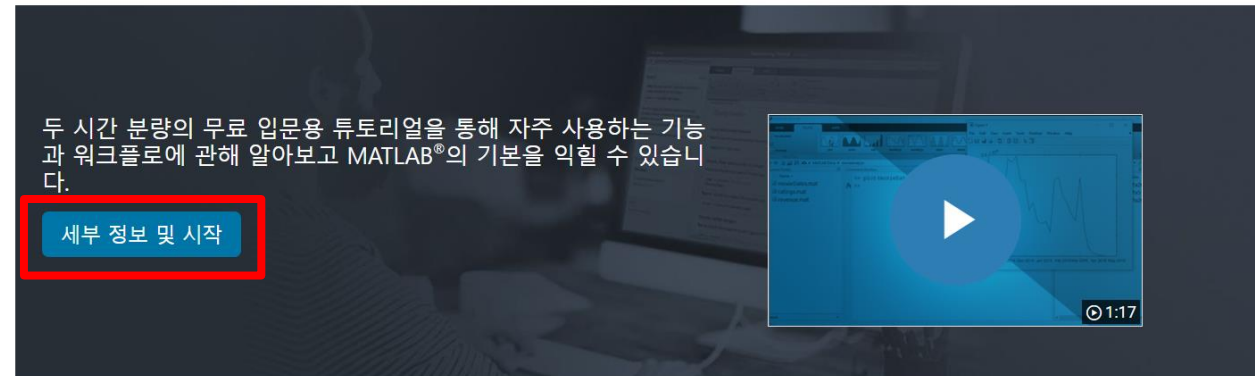 두 시간 분량의 무료 입문용 튜토리얼을 통해 자주 사용하는 기능
과 워크플로에 관해 알아보고 MATLAB®의 기본을 익힐 수 있습니
다.
세부 정보 및 시작
1:17